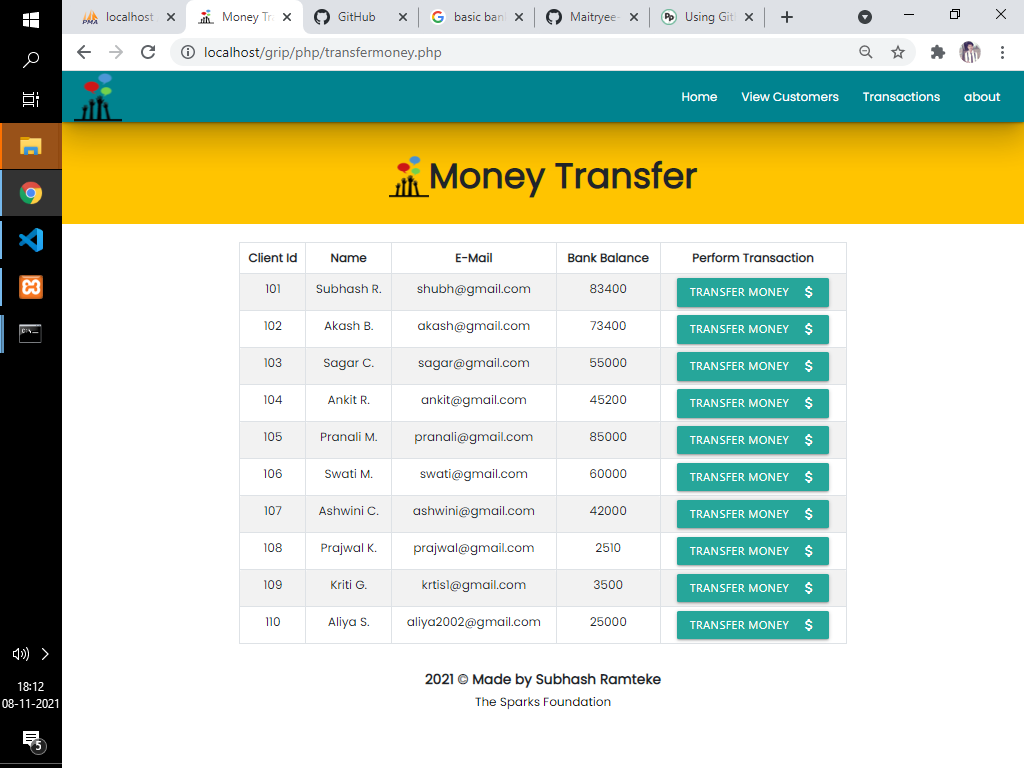 localhost
Money Tr
GitHub
basic ban
Maitryee-
Using Git
localhost/grip/php/transfermoney.php
Home View Customers Transactions about
Money Transfer
Client Id Name E-Mail Bank Balance Perform Transaction
101 Subhash R. shubh@gmail.com 83400 TRANSFER MONEY $
102 Akash B. akash@gmail.com 73400 TRANSFER MONEY $
103 Sagar C. sagar@gmail.com 55000 TRANSFER MONEY $
104 Ankit R. ankit@gmail.com 45200 TRANSFER MONEY $
105 Pranali M. pranali@gmail.com 85000 TRANSFER MONEY $
106 Swati M. swati@gmail.com 60000 TRANSFER MONEY $
107 Ashwini C. ashwini@gmail.com 42000 TRANSFER MONEY $
108 Prajwal K. prajwal@gmail.com 2510 TRANSFER MONEY $
109 Kriti G. krtis1@gmail.com 3500 TRANSFER MONEY $
110 Aliya S. aliya2002@gmail.com 25000 TRANSFER MONEY $
2021 © Made by Subhash Ramteke
The Sparks Foundation
18:12
08-11-2021
5